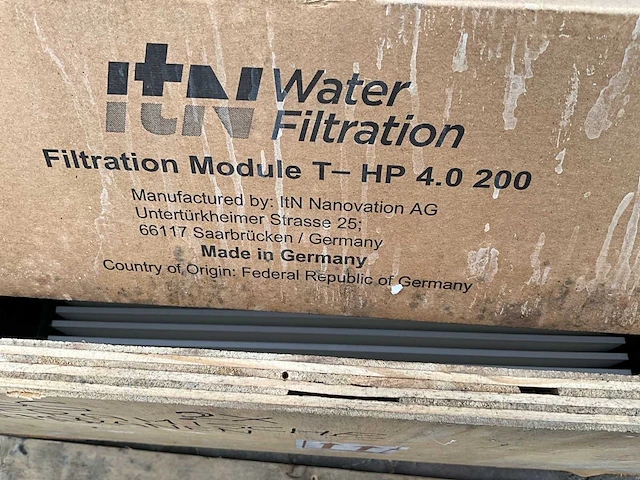 ItN Water
Filtration
Filtration Module T– HP 4.0 200
Manufactured by: ItN Nanovation AG
Untertürkheimer Strasse 25;
66117 Saarbrücken / Germany
Made in Germany
Country of Origin: Federal Republic of Germany